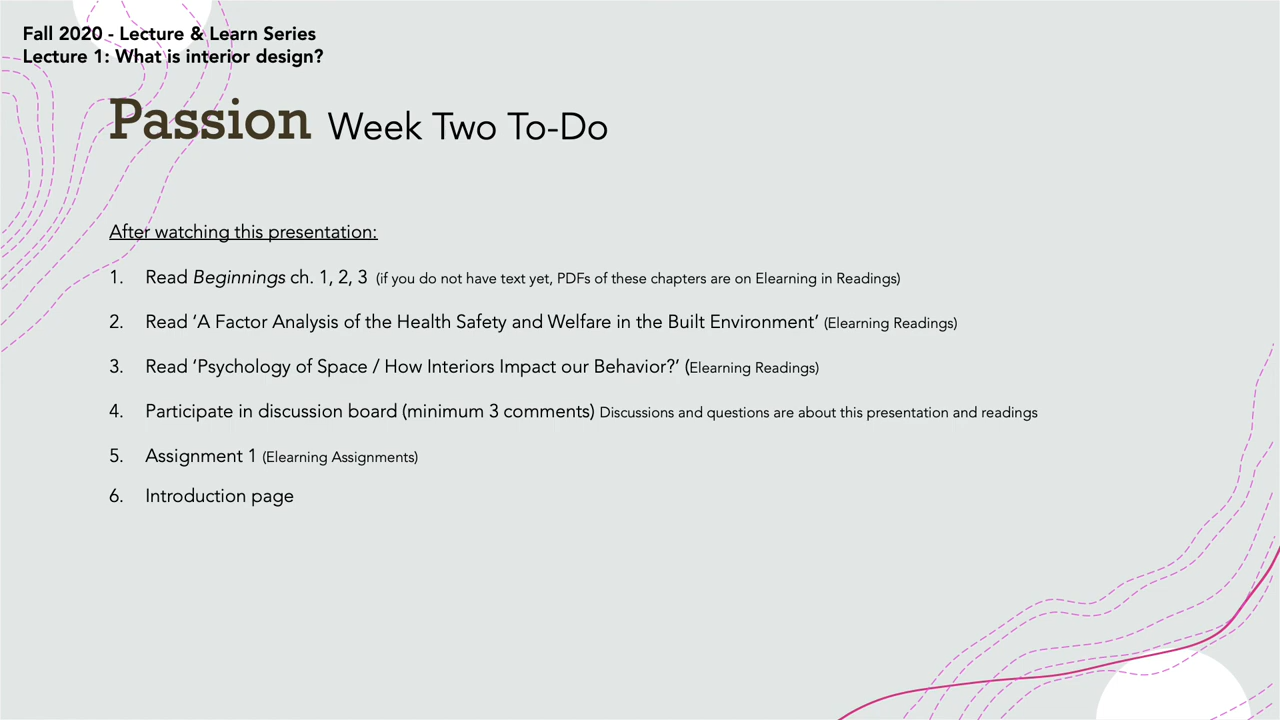 Fall 2020 - Lecture & Learn Series
Lecture 1: What is interior design?
Passion Week Two To-Do
After watching this presentation:
1. Read Beginnings ch. 1, 2, 3 (if you do not have text yet, PDFs of these chapters are on Elearning in Readings)
2. Read ‘A Factor Analysis of the Health Safety and Welfare in the Built Environment’ (Elearning Readings)
3. Read ‘Psychology of Space / How Interiors Impact our Behavior?’ (Elearning Readings)
4. Participate in discussion board (minimum 3 comments) Discussions and questions are about this presentation and readings
5. Assignment 1 (Elearning Assignments)
6. Introduction page